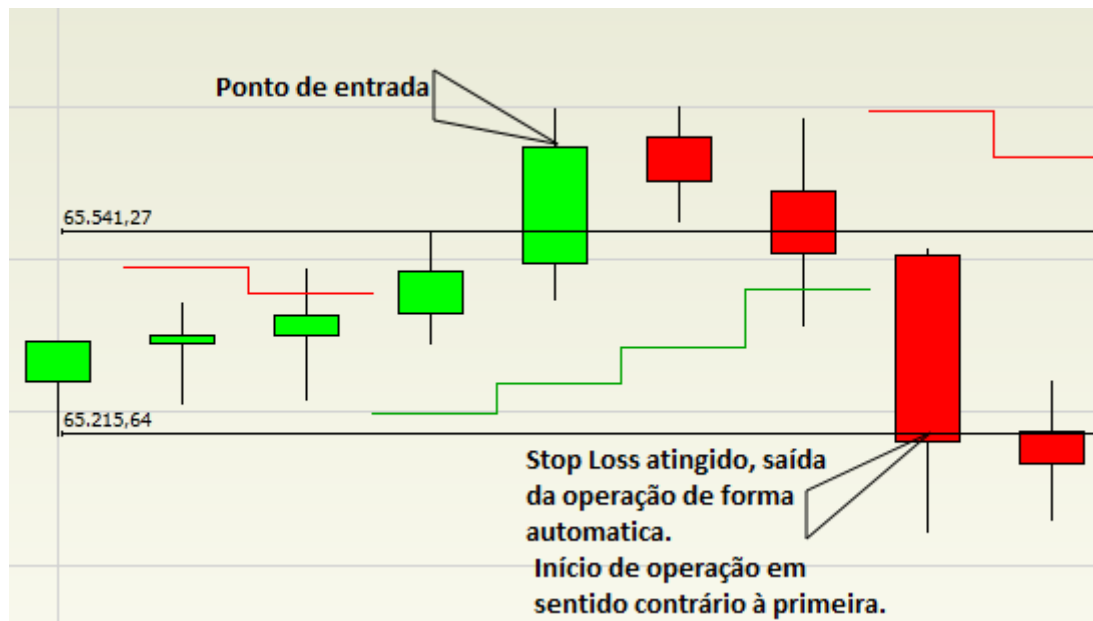 Ponto de entrada
65.541,27
65.215,64
Stop Loss atingido, saída
da operação de forma
automatica.
Início de operação em
sentido contrário à primeira.